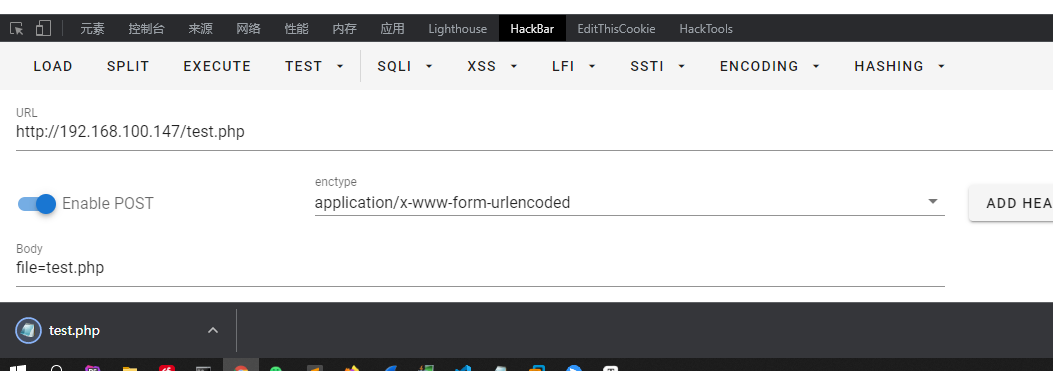 元素 控制台 来源 网络 性能 内存 应用 Lighthouse HackBar EditThisCookie HackTools
LOAD SPLIT EXECUTE TEST SQLI XSS LFI SSTI ENCODING HASHING
URL
http://192.168.100.147/test.php
Enable POST
enctype
application/x-www-form-urlencoded
ADD HEA
Body
file=test.php
test.php